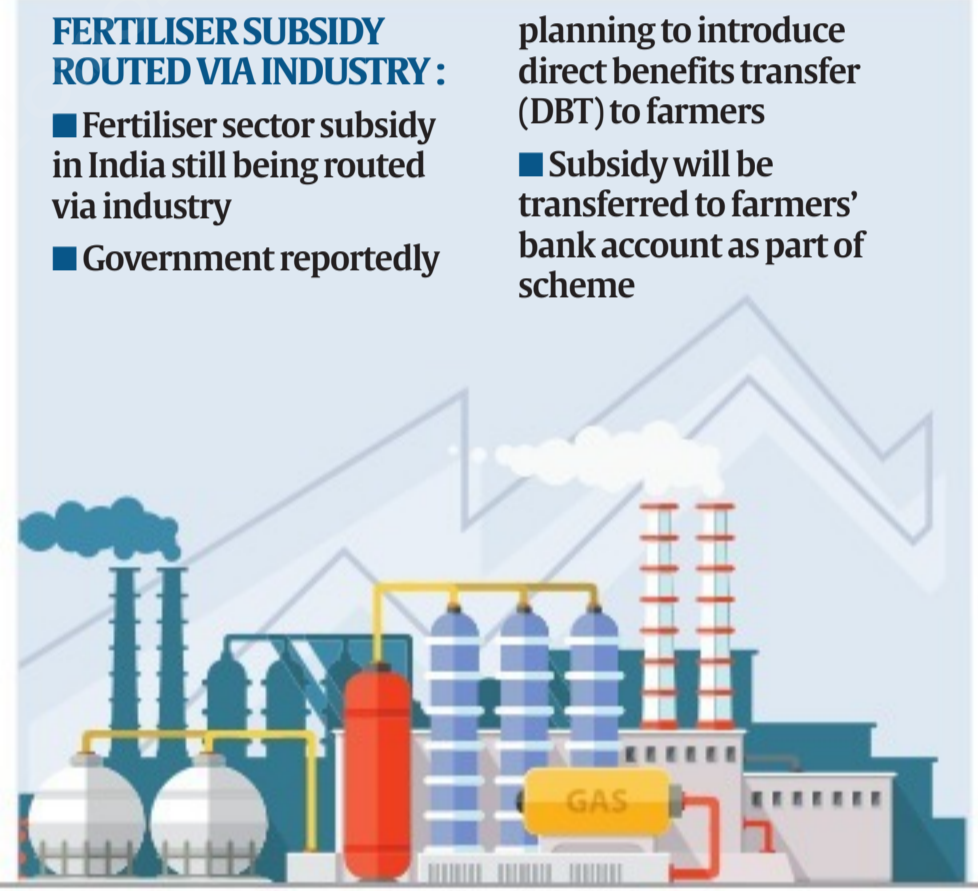 FERTILISER SUBSIDY
ROUTED VIA INDUSTRY :
■ Fertiliser sector subsidy
in India still being routed
via industry
■ Government reportedly
planning to introduce
direct benefits transfer
(DBT) to farmers
■ Subsidy will be
transferred to farmers’
bank account as part of
scheme
GAS